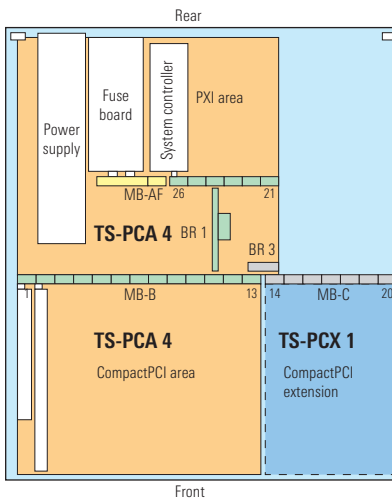 Rear
Power
supply
Fuse
board
System controller
PXI area
MB-AF
26
21
TS-PCA 4
BR 1
BR 3
1
MB-B
13
14
MB-C
20
TS-PCA 4
CompactPCI area
TS-PCX 1
CompactPCI
extension
Front